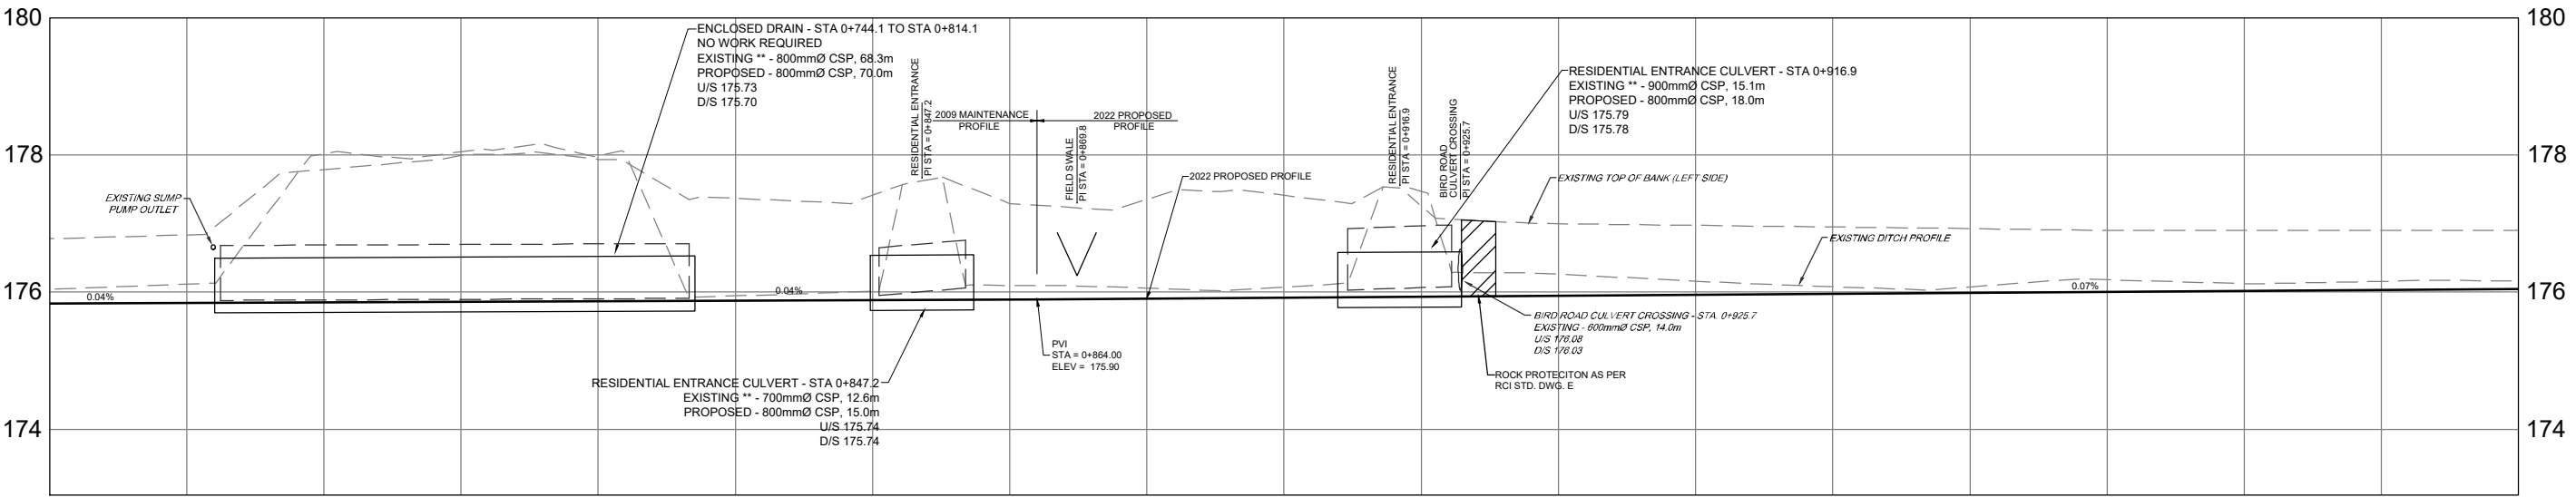 180
180
ENCLOSED DRAIN - STA 0+744.1 TO STA 0+814.1
NO WORK REQUIRED
EXISTING ** - 800mmØ CSP, 68.3m
PROPOSED - 800mmØ CSP, 70.0m
U/S 175.73
D/S 175.70
RESIDENTIAL ENTRANCE
PI STA = 0+847.2
2009 MAINTENANCE
PROFILE
2022 PROPOSED
PROFILE
FIELD SWALE
PI STA = 0+869.8
RESIDENTIAL ENTRANCE
PI STA = 0+916.9
BIRD ROAD
CULVERT CROSSING
PI STA = 0+925.7
RESIDENTIAL ENTRANCE CULVERT - STA 0+916.9
EXISTING ** - 900mmØ CSP, 15.1m
PROPOSED - 800mmØ CSP, 18.0m
U/S 175.79
D/S 175.78
178
178
EXISTING SUMP
PUMP OUTLET
2022 PROPOSED PROFILE
EXISTING TOP OF BANK (LEFT SIDE)
EXISTING DITCH PROFILE
176
0.04%
0.04%
0.07%
176
BIRD ROAD CULVERT CROSSING - STA. 0+925.7
EXISTING - 600mmØ CSP, 14.0m
U/S 176.08
D/S 176.03
PVI
STA = 0+864.00
ELEV = 175.90
ROCK PROTECITON AS PER
RCI STD. DWG. E
RESIDENTIAL ENTRANCE CULVERT - STA 0+847.2
EXISTING ** - 700mmØ CSP, 12.6m
PROPOSED - 800mmØ CSP, 15.0m
U/S 175.74
D/S 175.74
174
174